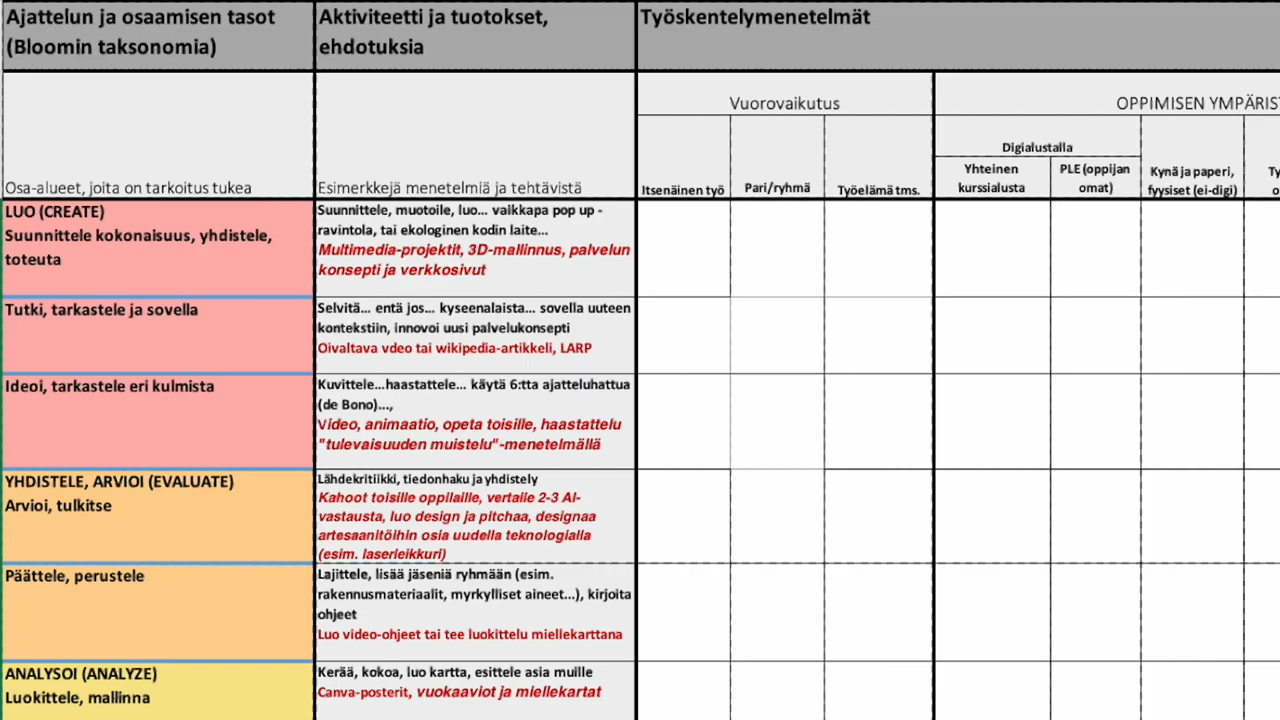 Ajattelun ja osaamisen tasot
(Bloomin taksonomia)
Aktiviteetti ja tuotokset,
ehdotuksia
Työskentelymenetelmät
Vuorovaikutus
OPPIMISEN YMPÄRIST
Digialustalla
Osa-alueet, joita on tarkoitus tukea
Esimerkkejä menetelmiä ja tehtävistä
Itsenäinen työ
Pari/ryhmä
Työelämä tms.
Yhteinen
kurssialusta
PLE (oppijan
omat)
Kynä ja paperi,
fyysiset (ei-digi)
LUO (CREATE)
Suunnittele kokonaisuus, yhdistele,
toteuta
Suunnittele, muotoile, luo... vaikkapa pop up -
ravintola, tai ekologinen kodin laite...
Multimedia-projektit, 3D-mallinnus, palvelun
konsepti ja verkkosivut
Tutki, tarkastele ja sovella
Selvitä... entä jos... kyseenalaista... sovella uuteen
kontekstiin, innovoi uusi palvelukonsepti
Oivaltava vdeo tai wikipedia-artikkeli, LARP
Ideoi, tarkastele eri kulmista
Kuvittele...haastattele... käytä 6:tta ajatteluhattua
(de Bono)...,
Video, animaatio, opeta toisille, haastattelu
"tulevaisuuden muistelu"-menetelmällä
YHDISTELE, ARVIOI (EVALUATE)
Arvioi, tulkitse
Lähdekritiikki, tiedonhaku ja yhdistely
Kahoot toisille oppilaille, vertaile 2-3 AI-
vastausta, luo design ja pitchaa, designaa
artesaanitöihin osia uudella teknologialla
(esim. laserleikkuri)
Päättele, perustele
Lajittele, lisää jäseniä ryhmään (esim.
rakennusmateriaalit, myrkylliset aineet...), kirjoita
ohjeet
Luo video-ohjeet tai tee luokittelu miellekarttana
ANALYSOI (ANALYZE)
Luokittele, mallinna
Kerää, kokoa, luo kartta, esittele asia muille
Canva-posterit, vuokaaviot ja miellekartat